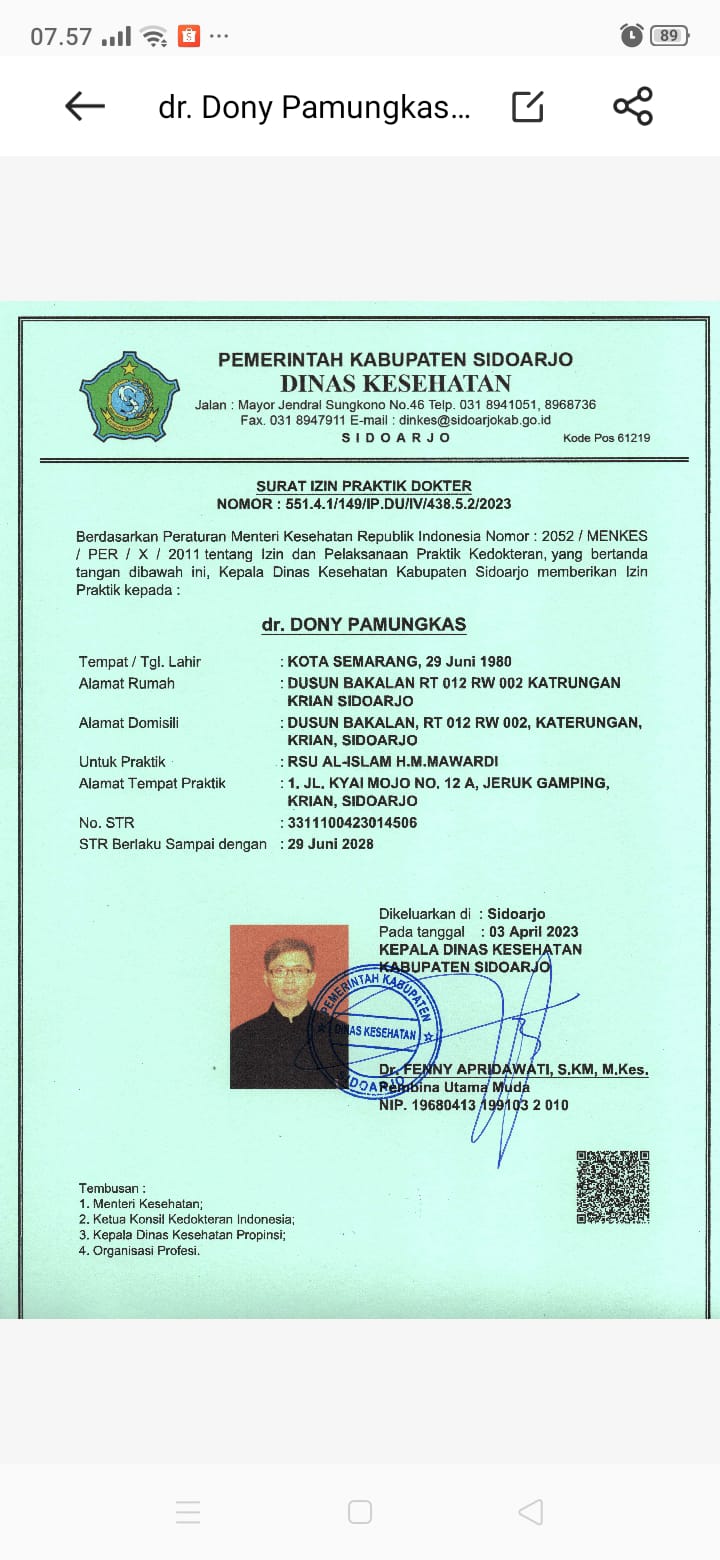 07.57
89
dr. Dony Pamungkas...
PEMERINTAH KABUPATEN SIDOARJO
DINAS KESEHATAN
Jalan : Mayor Jendral Sungkono No.46 Telp. 031 8941051, 8968736
Fax. 031 8947911 E-mail : dinkes@sidoarjokab.go.id
S I D O A R J O
Kode Pos 61219
SURAT IZIN PRAKTIK DOKTER
NOMOR : 551.4.1/149/IP.DU/IV/438.5.2/2023
Berdasarkan Peraturan Menteri Kesehatan Republik Indonesia Nomor : 2052 / MENKES
/ PER / X / 2011 tentang Izin dan Pelaksanaan Praktik Kedokteran, yang bertanda
tangan dibawah ini, Kepala Dinas Kesehatan Kabupaten Sidoarjo memberikan Izin
Praktik kepada :
dr. DONY PAMUNGKAS
Tempat / Tgl. Lahir : KOTA SEMARANG, 29 Juni 1980
Alamat Rumah : DUSUN BAKALAN RT 012 RW 002 KATRUNGAN
KRIAN SIDOARJO
Alamat Domisili : DUSUN BAKALAN, RT 012 RW 002, KATERUNGAN,
KRIAN, SIDOARJO
Untuk Praktik : RSU AL-ISLAM H.M.MAWARDI
Alamat Tempat Praktik : 1. JL. KYAI MOJO NO. 12 A, JERUK GAMPING,
KRIAN, SIDOARJO
No. STR : 3311100423014506
STR Berlaku Sampai dengan : 29 Juni 2028
Dikeluarkan di : Sidoarjo
Pada tanggal : 03 April 2023
KEPALA DINAS KESEHATAN
KABUPATEN SIDOARJO
PEMERINTAH KABUPATEN
DINAS KESEHATAN
SIDOARJO
Dr. FENNY APRIDAWATI, S.KM, M.Kes.
Pembina Utama Muda
NIP. 19680413 199103 2 010
Tembusan :
1. Menteri Kesehatan;
2. Ketua Konsil Kedokteran Indonesia;
3. Kepala Dinas Kesehatan Propinsi;
4. Organisasi Profesi.